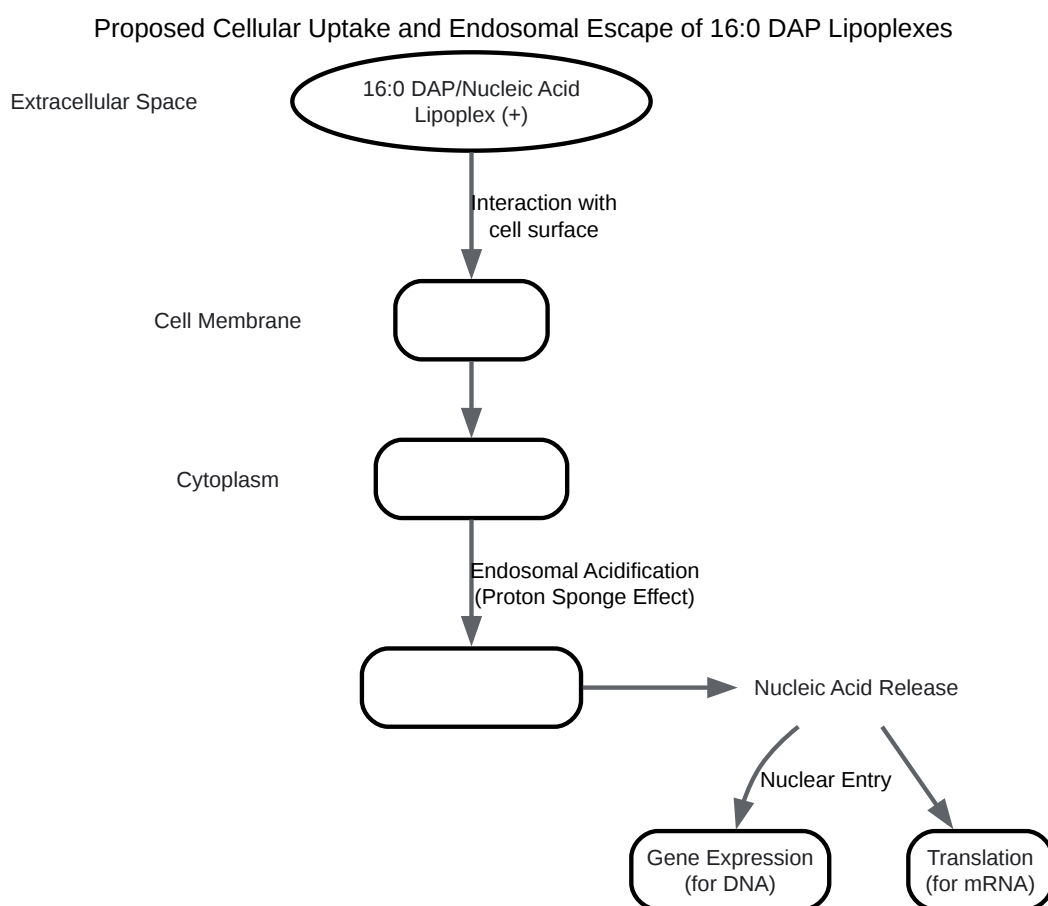 Proposed Cellular Uptake and Endosomal Escape of 16:0 DAP Lipoplexes
Extracellular Space
16:0 DAP/Nucleic Acid
Lipoplex (+)
Interaction with
cell surface
Cell Membrane
Cytoplasm
Endosomal Acidification
(Proton Sponge Effect)
Nucleic Acid Release
Nuclear Entry
Gene Expression
(for DNA)
Translation
(for mRNA)